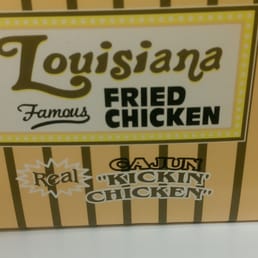 Louisiana
Famous FRIED
CHICKEN
Real CAJUN
"KICKIN'
CHICKEN"